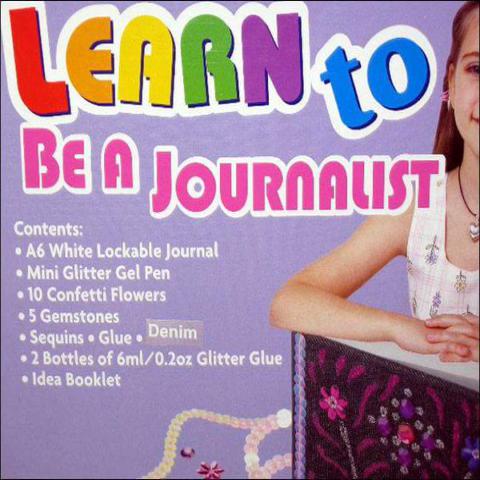 LEARN to
BE A JOURNALIST
Contents:
• A6 White Lockable Journal
• Mini Glitter Gel Pen
• 10 Confetti Flowers
• 5 Gemstones
• Sequins • Glue • Denim
• 2 Bottles of 6ml/0.2oz Glitter Glue
• Idea Booklet